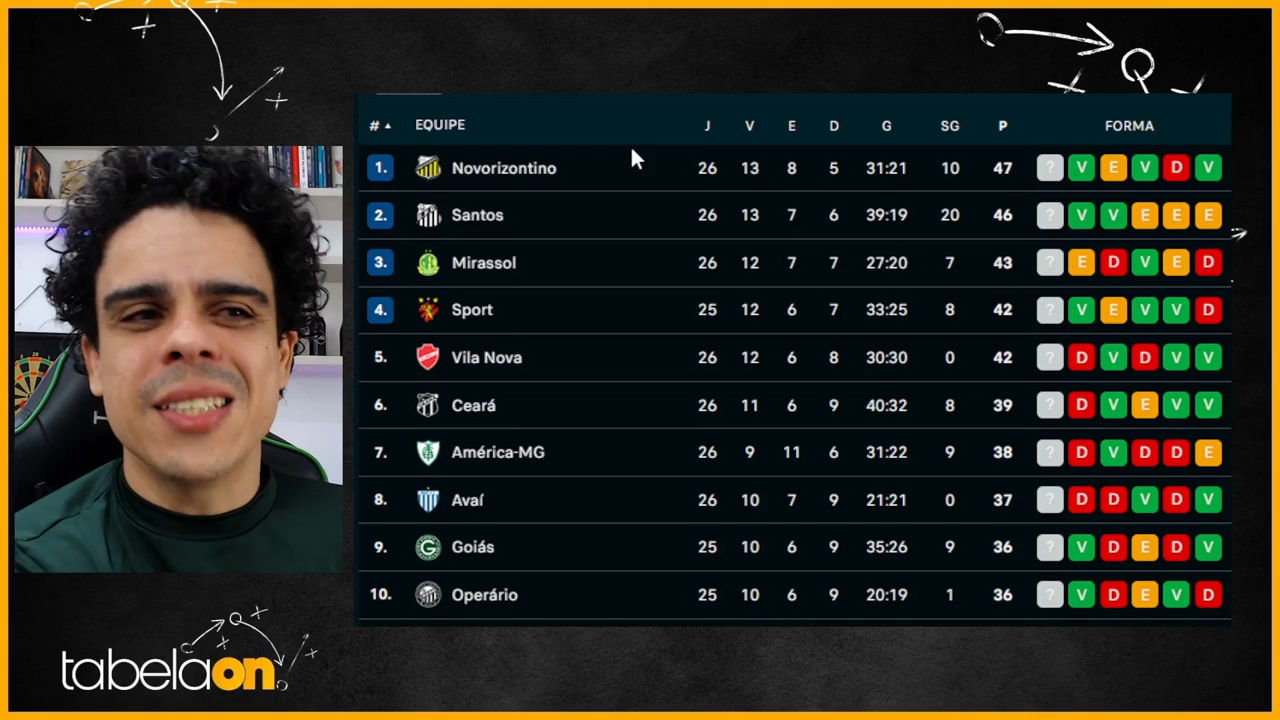 # EQUIPE J V E D G SG P FORMA
1. Novorizontino 26 13 8 5 31:21 10 47 ? V E V D V
2. Santos 26 13 7 6 39:19 20 46 ? V V E E E
3. Mirassol 26 12 7 7 27:20 7 43 ? E D V E D
4. Sport 25 12 6 7 33:25 8 42 ? V E V V D
5. Vila Nova 26 12 6 8 30:30 0 42 ? D V D V V
6. Ceará 26 11 6 9 40:32 8 39 ? D V E V V
7. América-MG 26 9 11 6 31:22 9 38 ? D V D D E
8. Avaí 26 10 7 9 21:21 0 37 ? D D V D V
9. Goiás 25 10 6 9 35:26 9 36 ? V D E D V
10. Operário 25 10 6 9 20:19 1 36 ? V D E V D
tabelaon